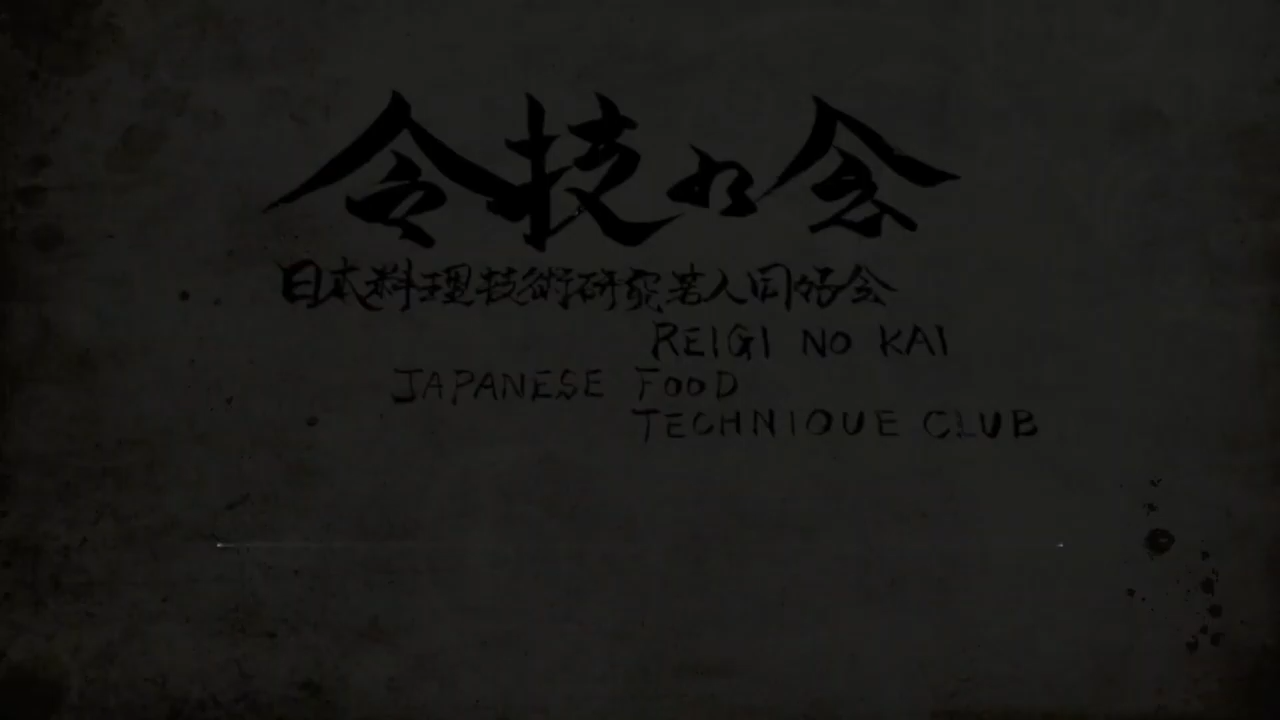 令技の会
日本料理技術研究若人同好会
REIGI NO KAI
JAPANESE FOOD
TECHNIQUE CLUB